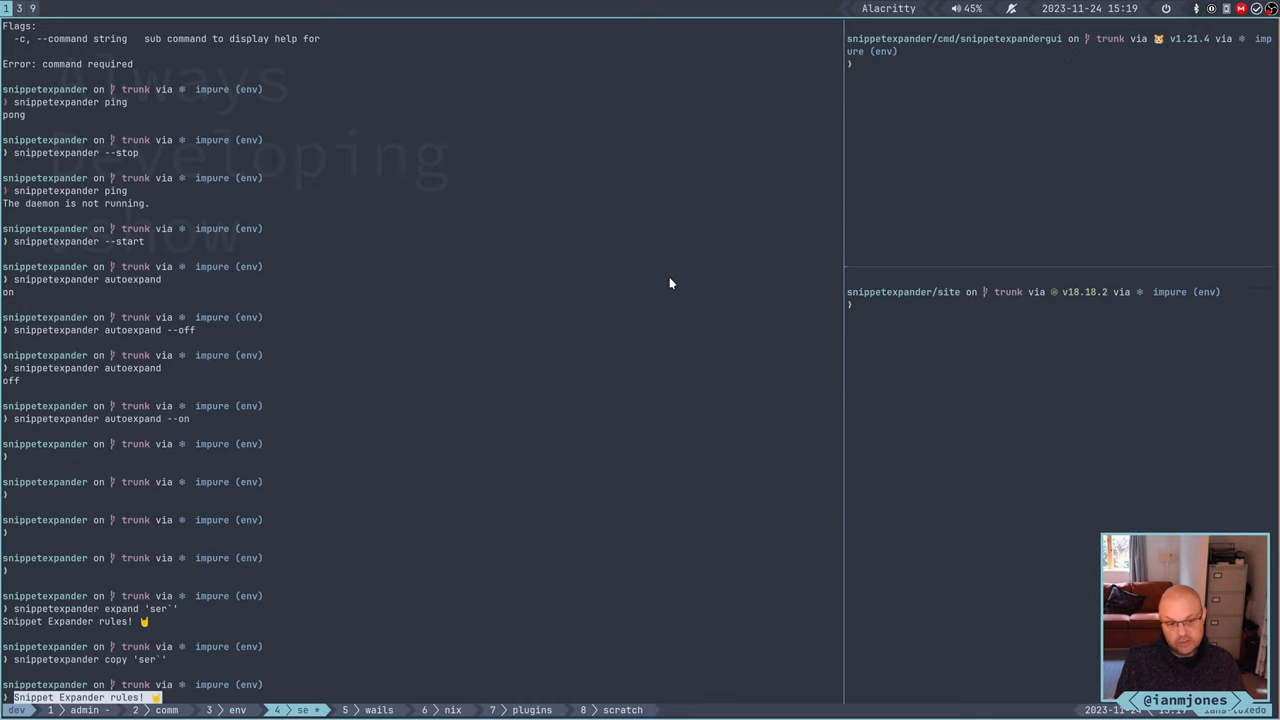 1 3 9
Alacritty
45%
2023-11-24 15:19
Flags:
-c, --command string   sub command to display help for
Error: command required
snippetexpander on trunk via ❄ impure (env)
❯ snippetexpander ping
pong
snippetexpander on trunk via ❄ impure (env)
❯ snippetexpander --stop
snippetexpander on trunk via ❄ impure (env)
❯ snippetexpander ping
The daemon is not running.
snippetexpander on trunk via ❄ impure (env)
❯ snippetexpander --start
snippetexpander on trunk via ❄ impure (env)
❯ snippetexpander autoexpand
on
snippetexpander on trunk via ❄ impure (env)
❯ snippetexpander autoexpand --off
snippetexpander on trunk via ❄ impure (env)
❯ snippetexpander autoexpand
off
snippetexpander on trunk via ❄ impure (env)
❯ snippetexpander autoexpand --on
snippetexpander on trunk via ❄ impure (env)
❯
snippetexpander on trunk via ❄ impure (env)
❯
snippetexpander on trunk via ❄ impure (env)
❯
snippetexpander on trunk via ❄ impure (env)
❯
snippetexpander on trunk via ❄ impure (env)
❯ snippetexpander expand 'ser`'
Snippet Expander rules! 🤘
snippetexpander on trunk via ❄ impure (env)
❯ snippetexpander copy 'ser`'
snippetexpander on trunk via ❄ impure (env)
❯ Snippet Expander rules! 🤘
Always
Developing
show
snippetexpander/cmd/snippetexpandergui on trunk via 🐹 v1.21.4 via ❄ imp
ure (env)
❯
snippetexpander/site on trunk via v18.18.2 via ❄ impure (env)
❯
@ianmjones
dev 1 admin - 2 comm 3 env 4 se * 5 wails 6 nix 7 plugins 8 scratch